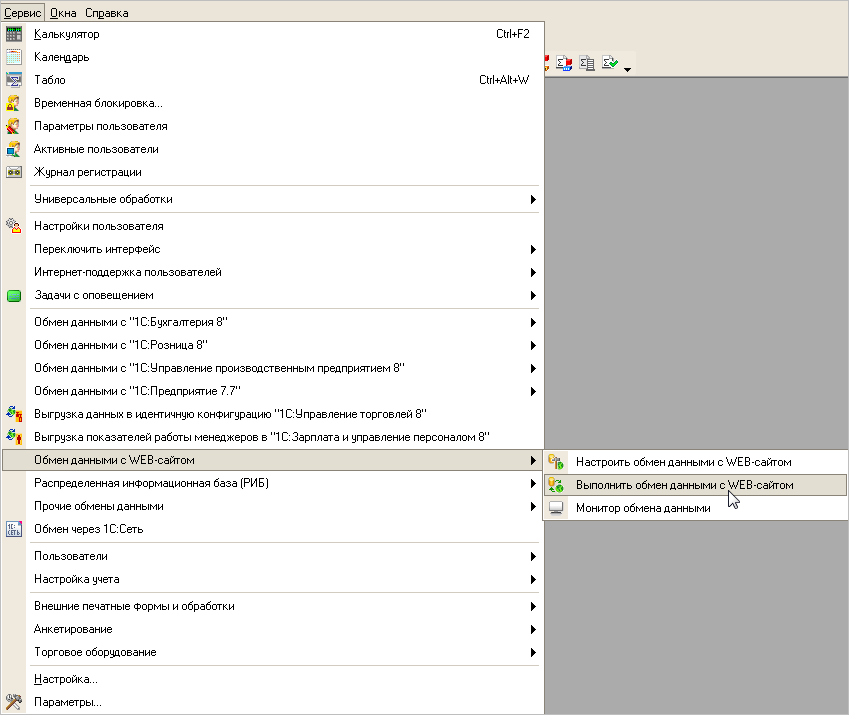 Сервис Окна Справка
Калькулятор Ctrl+F2
Календарь
Табло Ctrl+Alt+W
Временная блокировка...
Параметры пользователя
Активные пользователи
Журнал регистрации
Универсальные обработки
Настройки пользователя
Переключить интерфейс
Интернет-поддержка пользователей
Задачи с оповещением
Обмен данными с "1С:Бухгалтерия 8"
Обмен данными с "1С:Розница 8"
Обмен данными с "1С:Управление производственным предприятием 8"
Обмен данными с "1С:Предприятие 7.7"
Выгрузка данных в идентичную конфигурацию "1С:Управление торговлей 8"
Выгрузка показателей работы менеджеров в "1С:Зарплата и управление персоналом 8"
Обмен данными с WEB-сайтом
Настроить обмен данными с WEB-сайтом
Распределенная информационная база (РИБ)
Выполнить обмен данными с WEB-сайтом
Прочие обмены данными
Монитор обмена данными
1С: СЕТЬ
Обмен через 1С:Сеть
Пользователи
Настройка учета
Внешние печатные формы и обработки
Анкетирование
Торговое оборудование
Настройка...
Параметры...